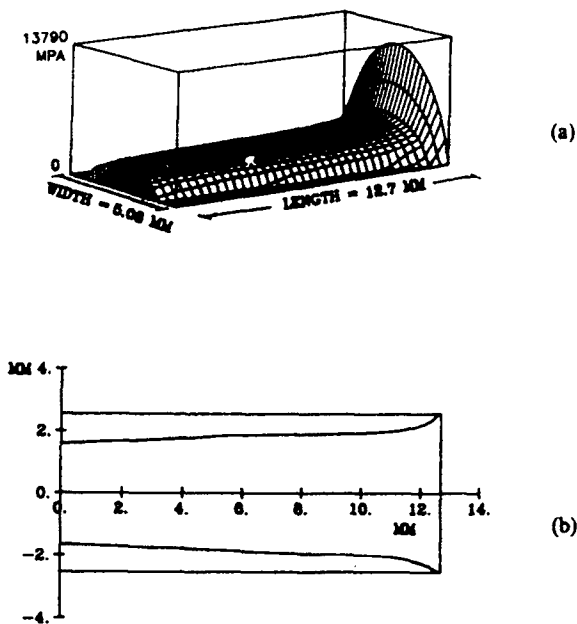 13790
MPA
(a)
0
WIDTH = 5.08 MM
LENGTH = 12.7 MM
MM 4.
2.
0.
0. 2. 4. 6. 8. 10. 12. 14.
MM
(b)
-2.
-4.